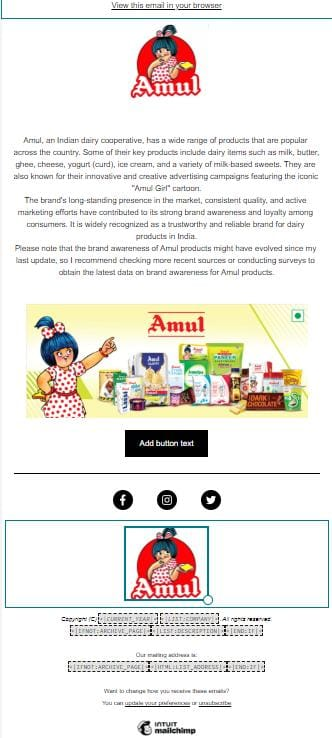 View this email in your browser
Amul
Amul, an Indian dairy cooperative, has a wide range of products that are popular
across the country. Some of their key products include dairy items such as milk, butter,
ghee, cheese, yogurt (curd), ice cream, and a variety of milk-based sweets. They are
also known for their innovative and creative advertising campaigns featuring the iconic
"Amul Girl" cartoon.
The brand's long-standing presence in the market, consistent quality, and active
marketing efforts have contributed to its strong brand awareness and loyalty among
consumers. It is widely recognized as a trustworthy and reliable brand for dairy
products in India.
Please note that the brand awareness of Amul products might have evolved since my
last update, so I recommend checking more recent sources or conducting surveys to
obtain the latest data on brand awareness for Amul products.
Amul
DARK
CHOCOLATE
Add button text
Amul
Copyright (C) *|CURRENT_YEAR|* *|LIST:COMPANY|*. All rights reserved.
*|IFNOT:ARCHIVE_PAGE|* *|LIST:DESCRIPTION|* *|END:IF|*
Our mailing address is:
*|IFNOT:ARCHIVE_PAGE|* *|HTML:LIST_ADDRESS|* *|END:IF|*
Want to change how you receive these emails?
You can update your preferences or unsubscribe
INTUIT
mailchimp